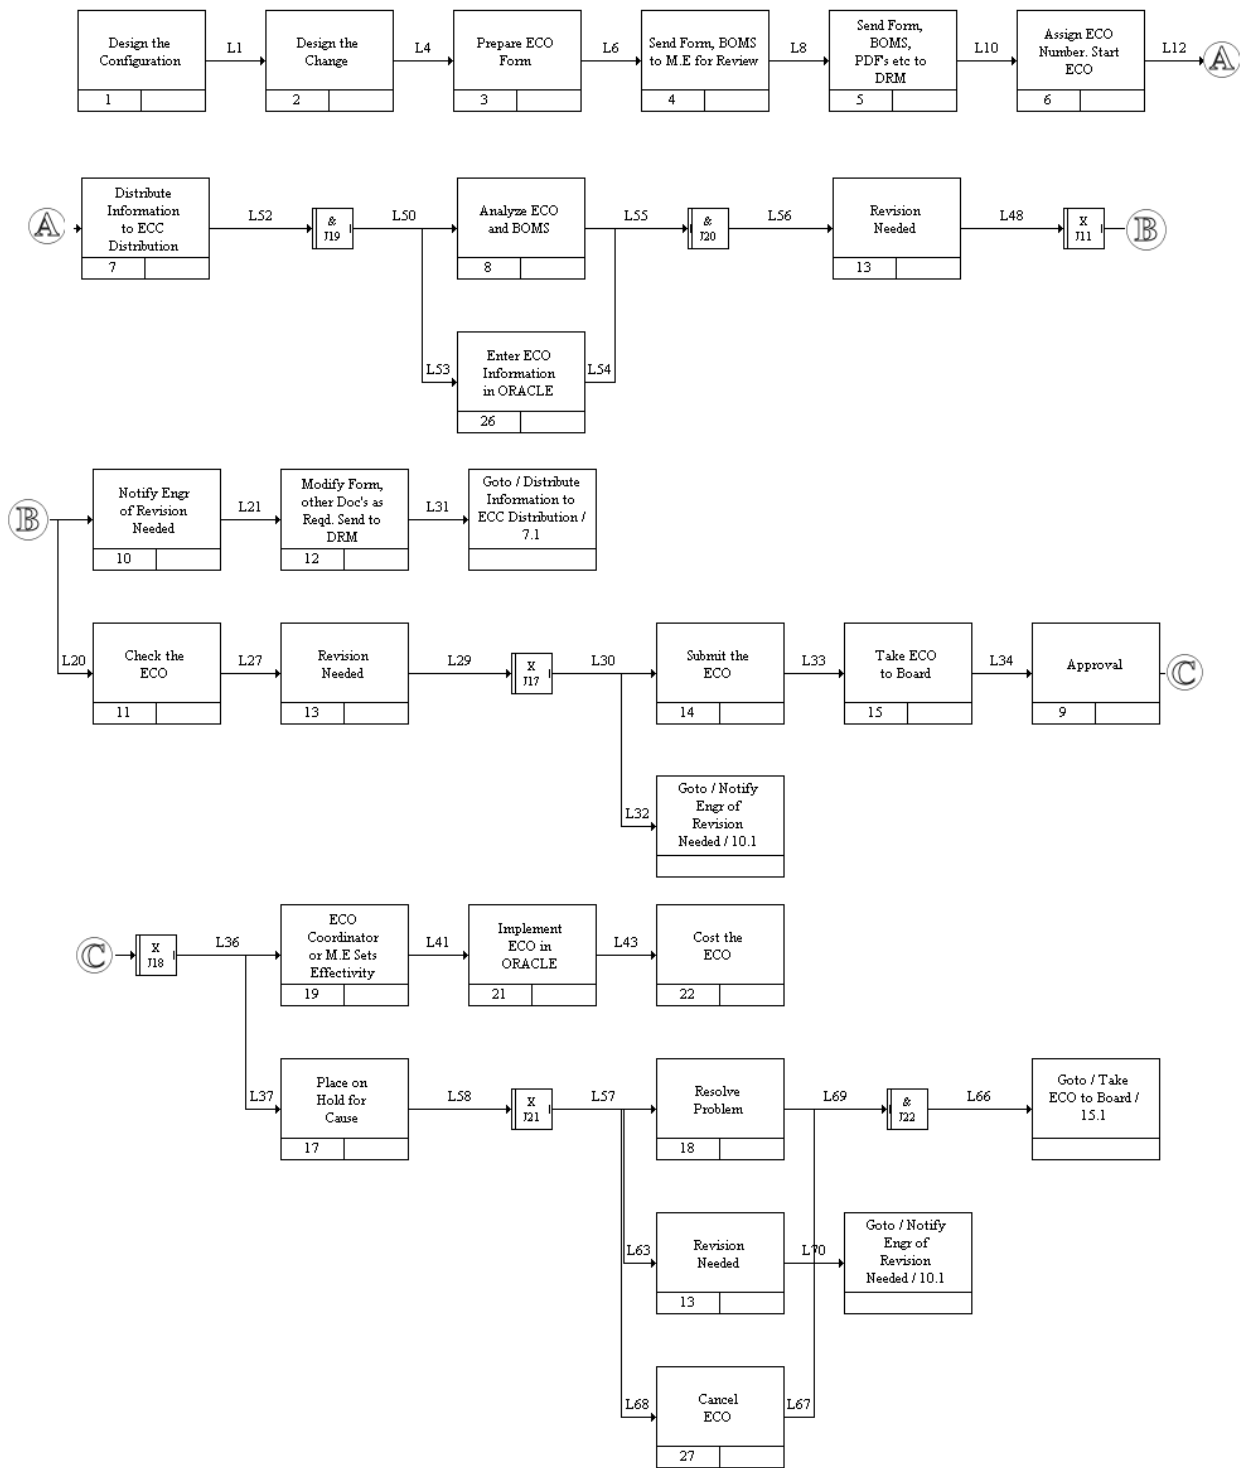 Design the
Configuration
1
L1
Design the
Change
2
L4
Prepare ECO
Form
3
L6
Send Form, BOMS
to M.E for Review
4
L8
Send Form,
BOMS,
PDF's etc to
DRM
5
L10
Assign ECO
Number. Start
ECO
6
L12
A
A
Distribute
Information
to ECC
Distribution
7
L52
&
J19
L50
Analyze ECO
and BOMS
8
L55
&
J20
L56
Revision
Needed
13
L48
X
J11
B
L53
Enter ECO
Information
in ORACLE
26
L54
B
Notify Engr
of Revision
Needed
10
L21
Modify Form,
other Doc's as
Reqd. Send to
DRM
12
L31
Goto / Distribute
Information to
ECC Distribution /
7.1
L20
Check the
ECO
11
L27
Revision
Needed
13
L29
X
J17
L30
Submit the
ECO
14
L33
Take ECO
to Board
15
L34
Approval
9
C
L32
Goto / Notify
Engr of
Revision
Needed / 10.1
C
X
J18
L36
ECO
Coordinator
or M.E Sets
Effectivity
19
L41
Implement
ECO in
ORACLE
21
L43
Cost the
ECO
22
L37
Place on
Hold for
Cause
17
L58
X
J21
L57
Resolve
Problem
18
L69
&
J22
L66
Goto / Take
ECO to Board /
15.1
L63
Revision
Needed
13
L70
Goto / Notify
Engr of
Revision
Needed / 10.1
L68
Cancel
ECO
27
L67